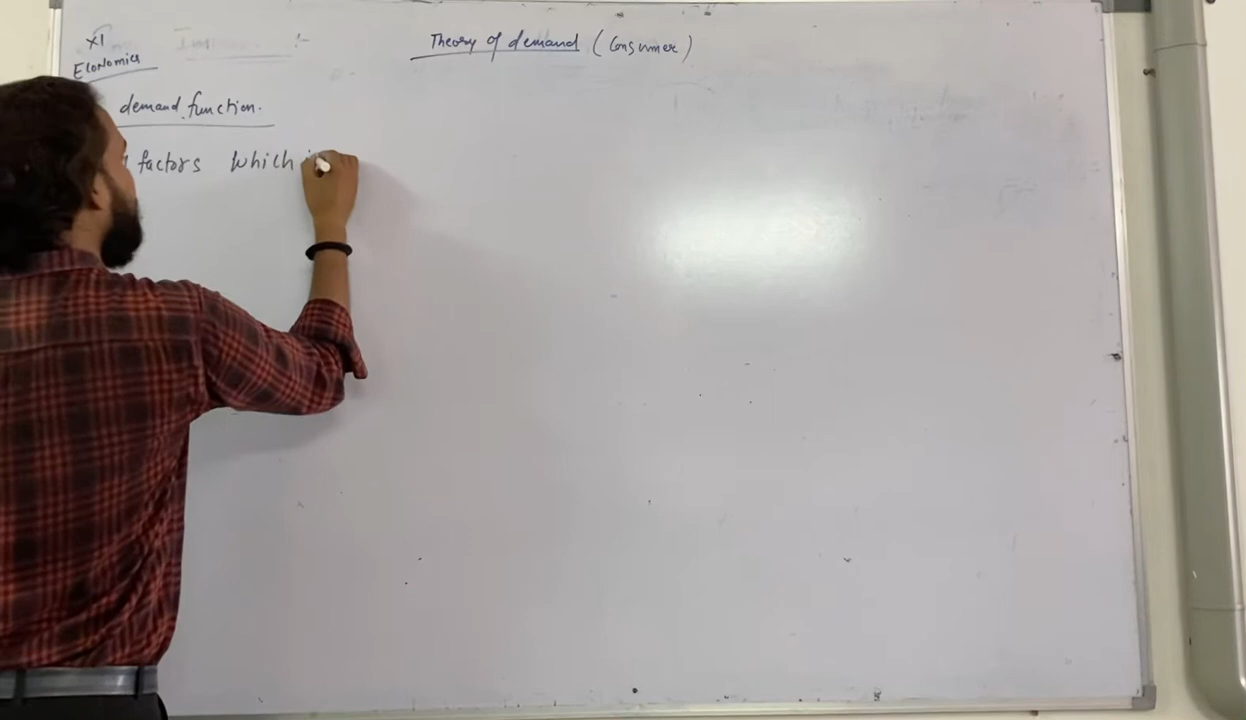 XI
Economics
Theory of demand (Consumer)
demand function.
factors which